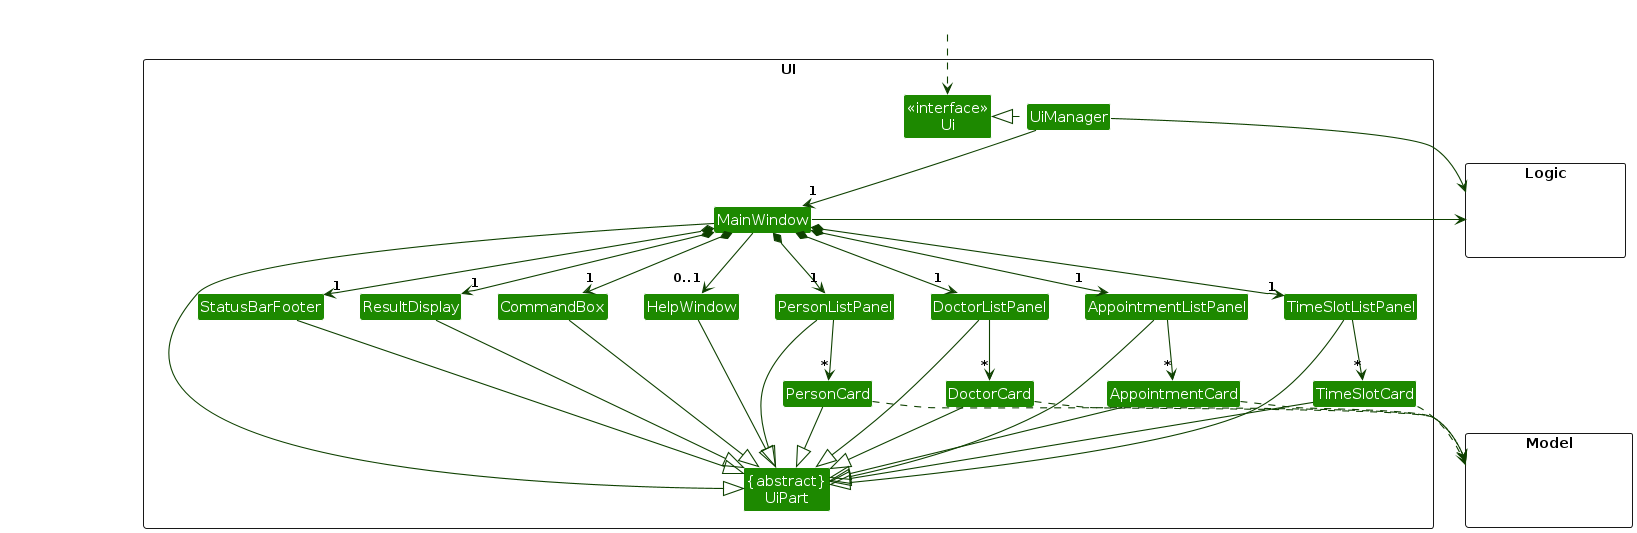 UI
«interface»
Ui
UiManager
Logic
1
MainWindow
1
1
1
0..1
1
1
1
1
StatusBarFooter
ResultDisplay
CommandBox
HelpWindow
PersonListPanel
DoctorListPanel
AppointmentListPanel
TimeSlotListPanel
*
*
*
*
PersonCard
DoctorCard
AppointmentCard
TimeSlotCard
Model
{abstract}
UiPart